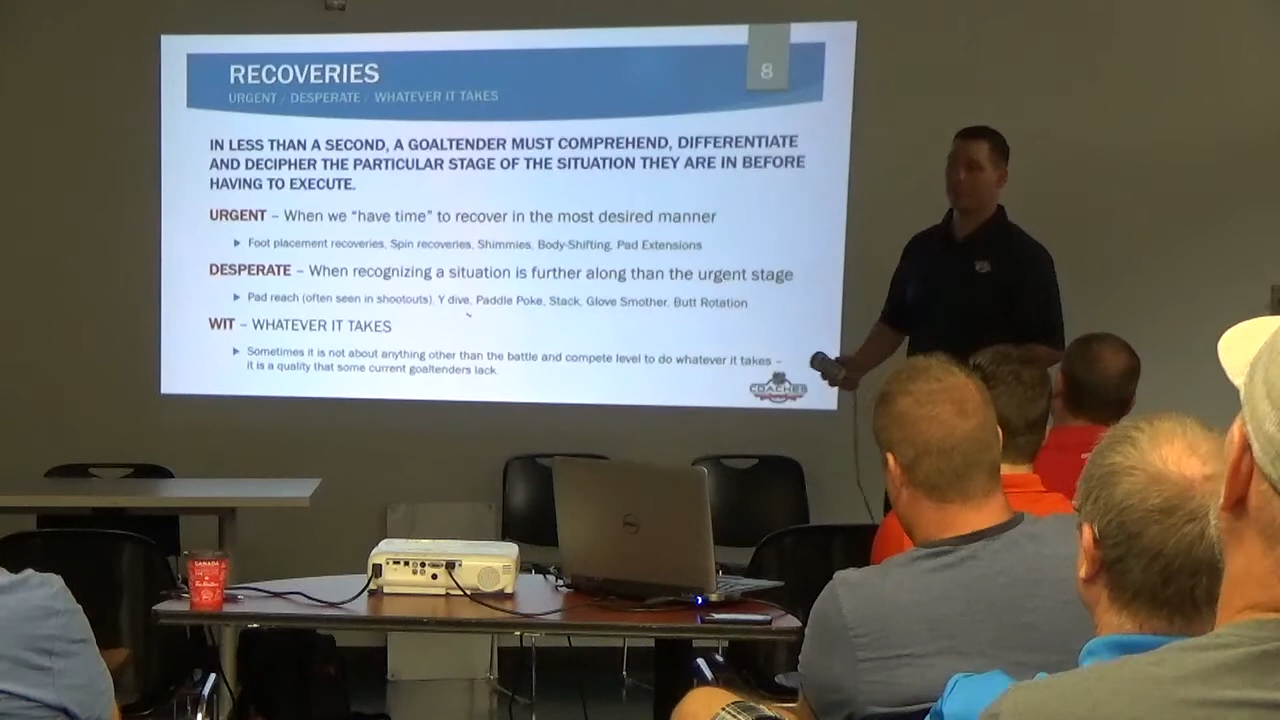 RECOVERIES
URGENT / DESPERATE / WHATEVER IT TAKES
8
IN LESS THAN A SECOND, A GOALTENDER MUST COMPREHEND, DIFFERENTIATE
AND DECIPHER THE PARTICULAR STAGE OF THE SITUATION THEY ARE IN BEFORE
HAVING TO EXECUTE.
URGENT – When we “have time” to recover in the most desired manner
Foot placement recoveries, Spin recoveries, Shimmies, Body-Shifting, Pad Extensions
DESPERATE – When recognizing a situation is further along than the urgent stage
Pad reach (often seen in shootouts), Y dive, Paddle Poke, Stack, Glove Smother, Butt Rotation
WIT – WHATEVER IT TAKES
Sometimes it is not about anything other than the battle and compete level to do whatever it takes –
it is a quality that some current goaltenders lack.
COACHES
CANADA
DELL